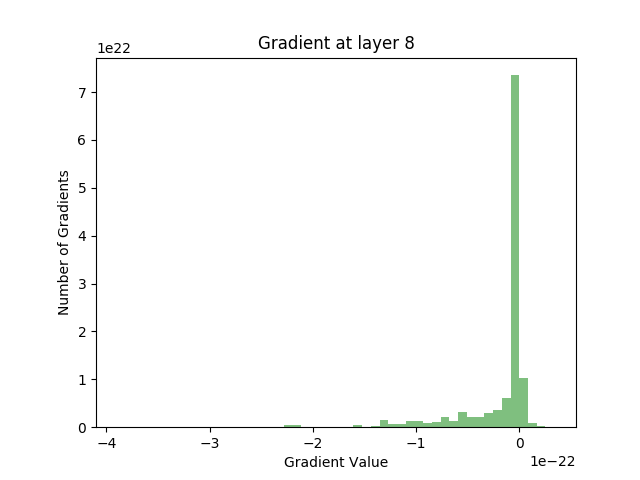 Gradient at layer 8
1e22
7
6
5
4
3
2
1
0
Number of Gradients
−4 −3 −2 −1 0
1e−22
Gradient Value